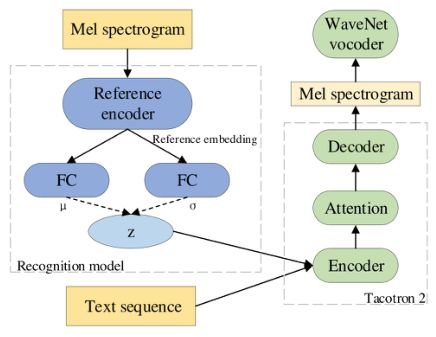 Mel spectrogram
Reference
encoder
Reference embedding
FC
FC
μ
σ
z
Recognition model
Text sequence
WaveNet
vocoder
Mel spectrogram
Decoder
Attention
Encoder
Tacotron 2